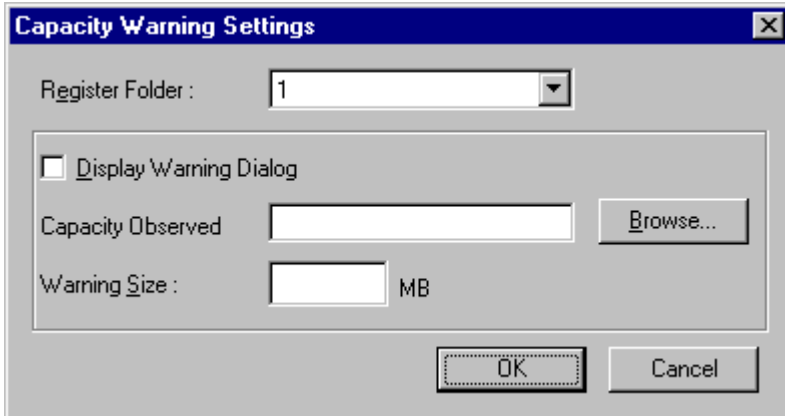 Capacity Warning Settings
Register Folder : 1
Display Warning Dialog
Capacity Observed Browse...
Warning Size : MB
OK Cancel